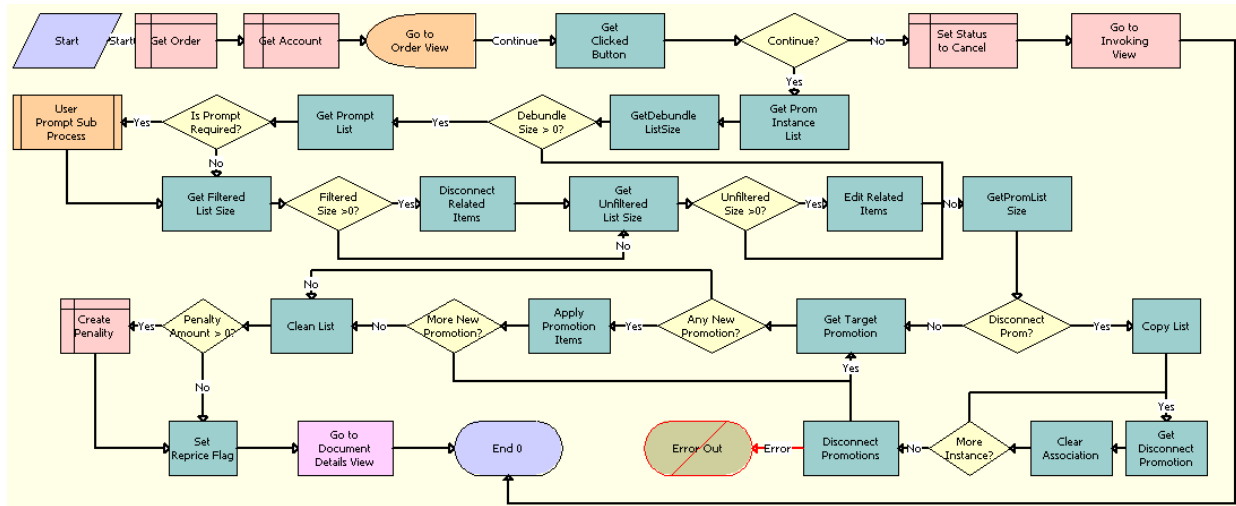 Start
Start
Get Order
Get Account
Go to
Order View
Continue
Get
Clicked
Button
Continue?
No
Set Status
to Cancel
Go to
Invoking
View
Yes
User
Prompt Sub
Process
Yes
Is Prompt
Required?
Get Prompt
List
Yes
Debundle
Size > 0?
GetDebundle
ListSize
Get Prom
Instance
List
No
Get Filtered
List Size
Filtered
Size >0?
Yes
Disconnect
Related
Items
Get
Unfiltered
List Size
Unfiltered
Size >0?
Yes
Edit Related
Items
No
GetPromList
Size
No
No
Create
Penality
Yes
Penalty
Amount > 0?
Clean List
No
More New
Promotion?
Apply
Promotion
Items
Yes
Any New
Promotion?
Get Target
Promotion
No
Disconnect
Prom?
Yes
Copy List
Yes
No
Yes
Set
Reprice Flag
Go to
Document
Details View
End 0
Error Out
Error
Disconnect
Promotions
No
More
Instance?
Clear
Association
Get
Disconnect
Promotion